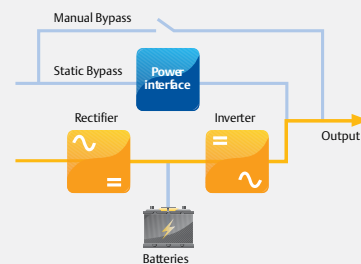 Manual Bypass
Static Bypass
Power
interface
Rectifier
Inverter
Output
Batteries